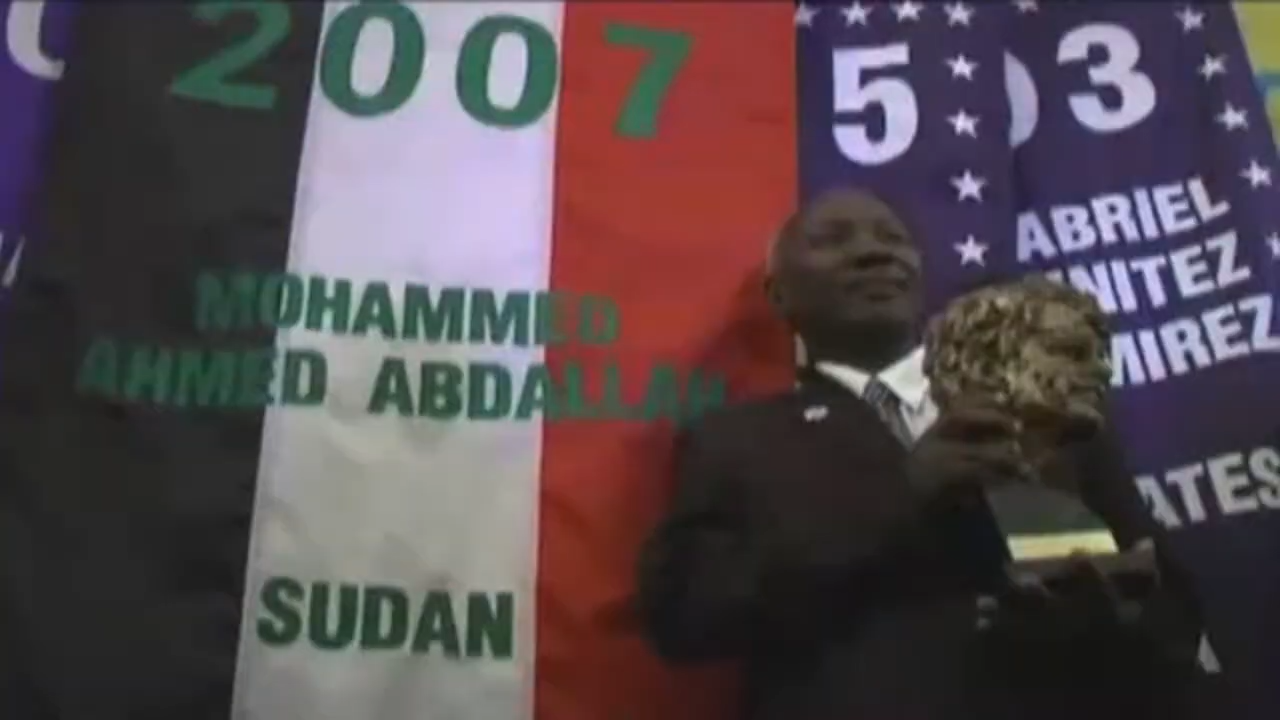 2007
MOHAMMED
AHMED ABDALLAH
SUDAN
5
3
ABRIEL
NITEZ
MIREZ
ATES